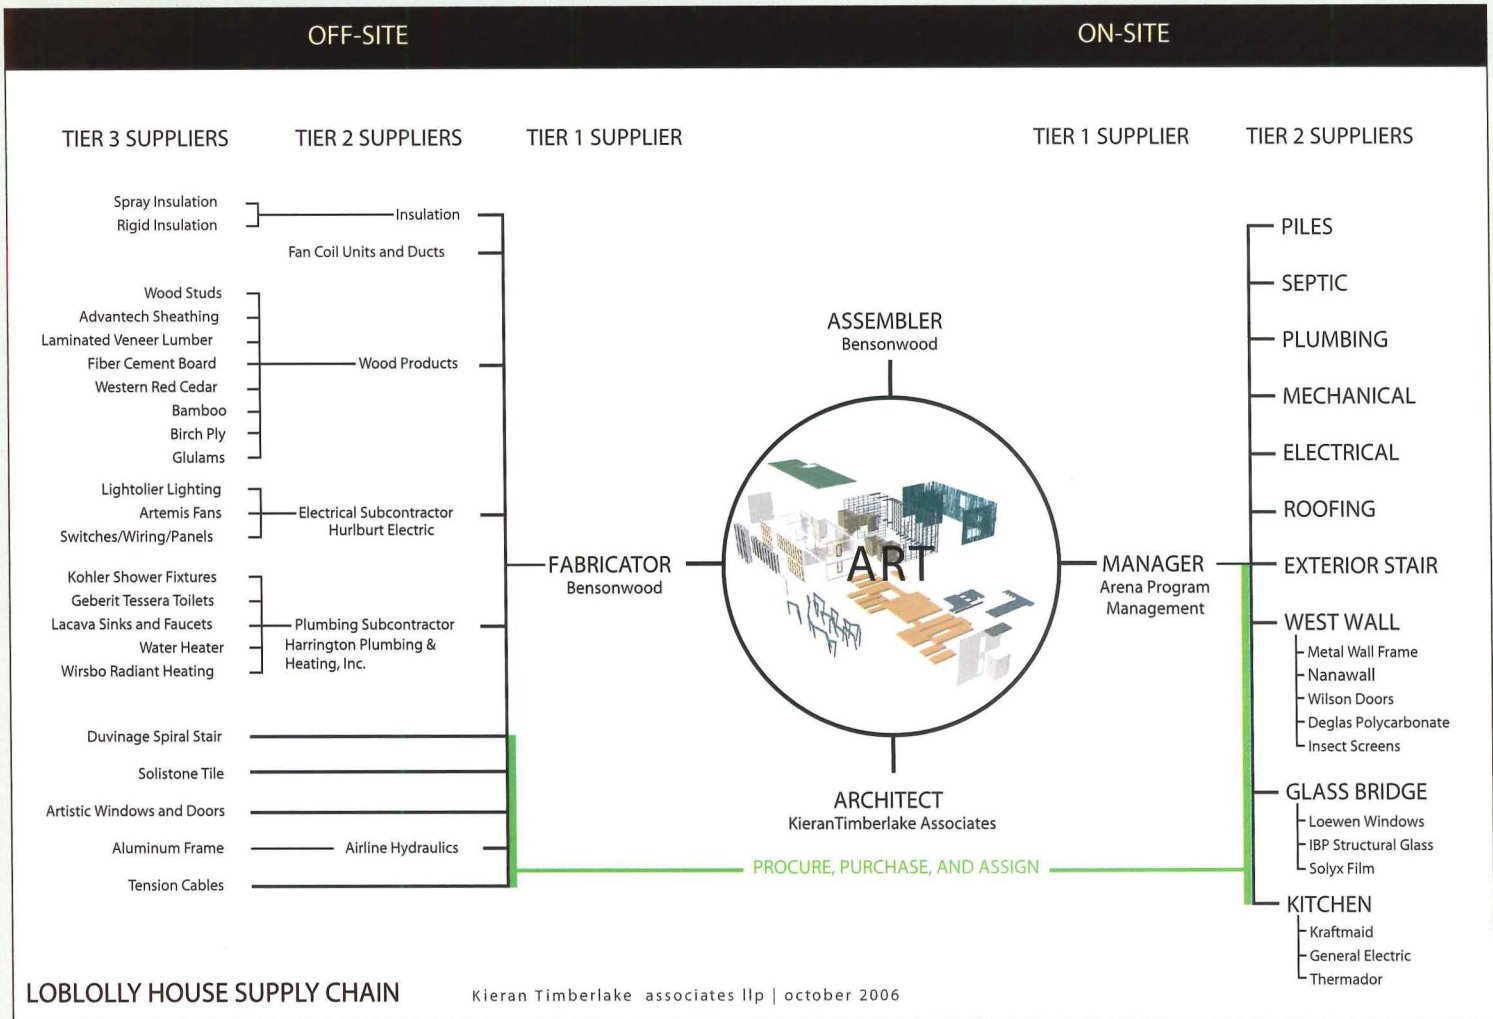 OFF-SITE
ON-SITE
TIER 3 SUPPLIERS
TIER 2 SUPPLIERS
TIER 1 SUPPLIER
TIER 1 SUPPLIER
TIER 2 SUPPLIERS
Spray Insulation
Rigid Insulation
Insulation
Fan Coil Units and Ducts
Wood Studs
Advantech Sheathing
Laminated Veneer Lumber
Fiber Cement Board
Western Red Cedar
Bamboo
Birch Ply
Glulams
Wood Products
Lightolier Lighting
Artemis Fans
Switches/Wiring/Panels
Electrical Subcontractor
Hurlburt Electric
Kohler Shower Fixtures
Geberit Tessera Toilets
Lacava Sinks and Faucets
Water Heater
Wirsbo Radiant Heating
Plumbing Subcontractor
Harrington Plumbing &
Heating, Inc.
Duvinage Spiral Stair
Solistone Tile
Artistic Windows and Doors
Aluminum Frame
Airline Hydraulics
Tension Cables
FABRICATOR
Bensonwood
ASSEMBLER
Bensonwood
ART
ARCHITECT
KieranTimberlake Associates
PROCURE, PURCHASE, AND ASSIGN
MANAGER
Arena Program
Management
PILES
SEPTIC
PLUMBING
MECHANICAL
ELECTRICAL
ROOFING
EXTERIOR STAIR
WEST WALL
Metal Wall Frame
Nanawall
Wilson Doors
Deglas Polycarbonate
Insect Screens
GLASS BRIDGE
Loewen Windows
IBP Structural Glass
Solyx Film
KITCHEN
Kraftmaid
General Electric
Thermador
LOBLOLLY HOUSE SUPPLY CHAIN
Kieran Timberlake associates llp | october 2006